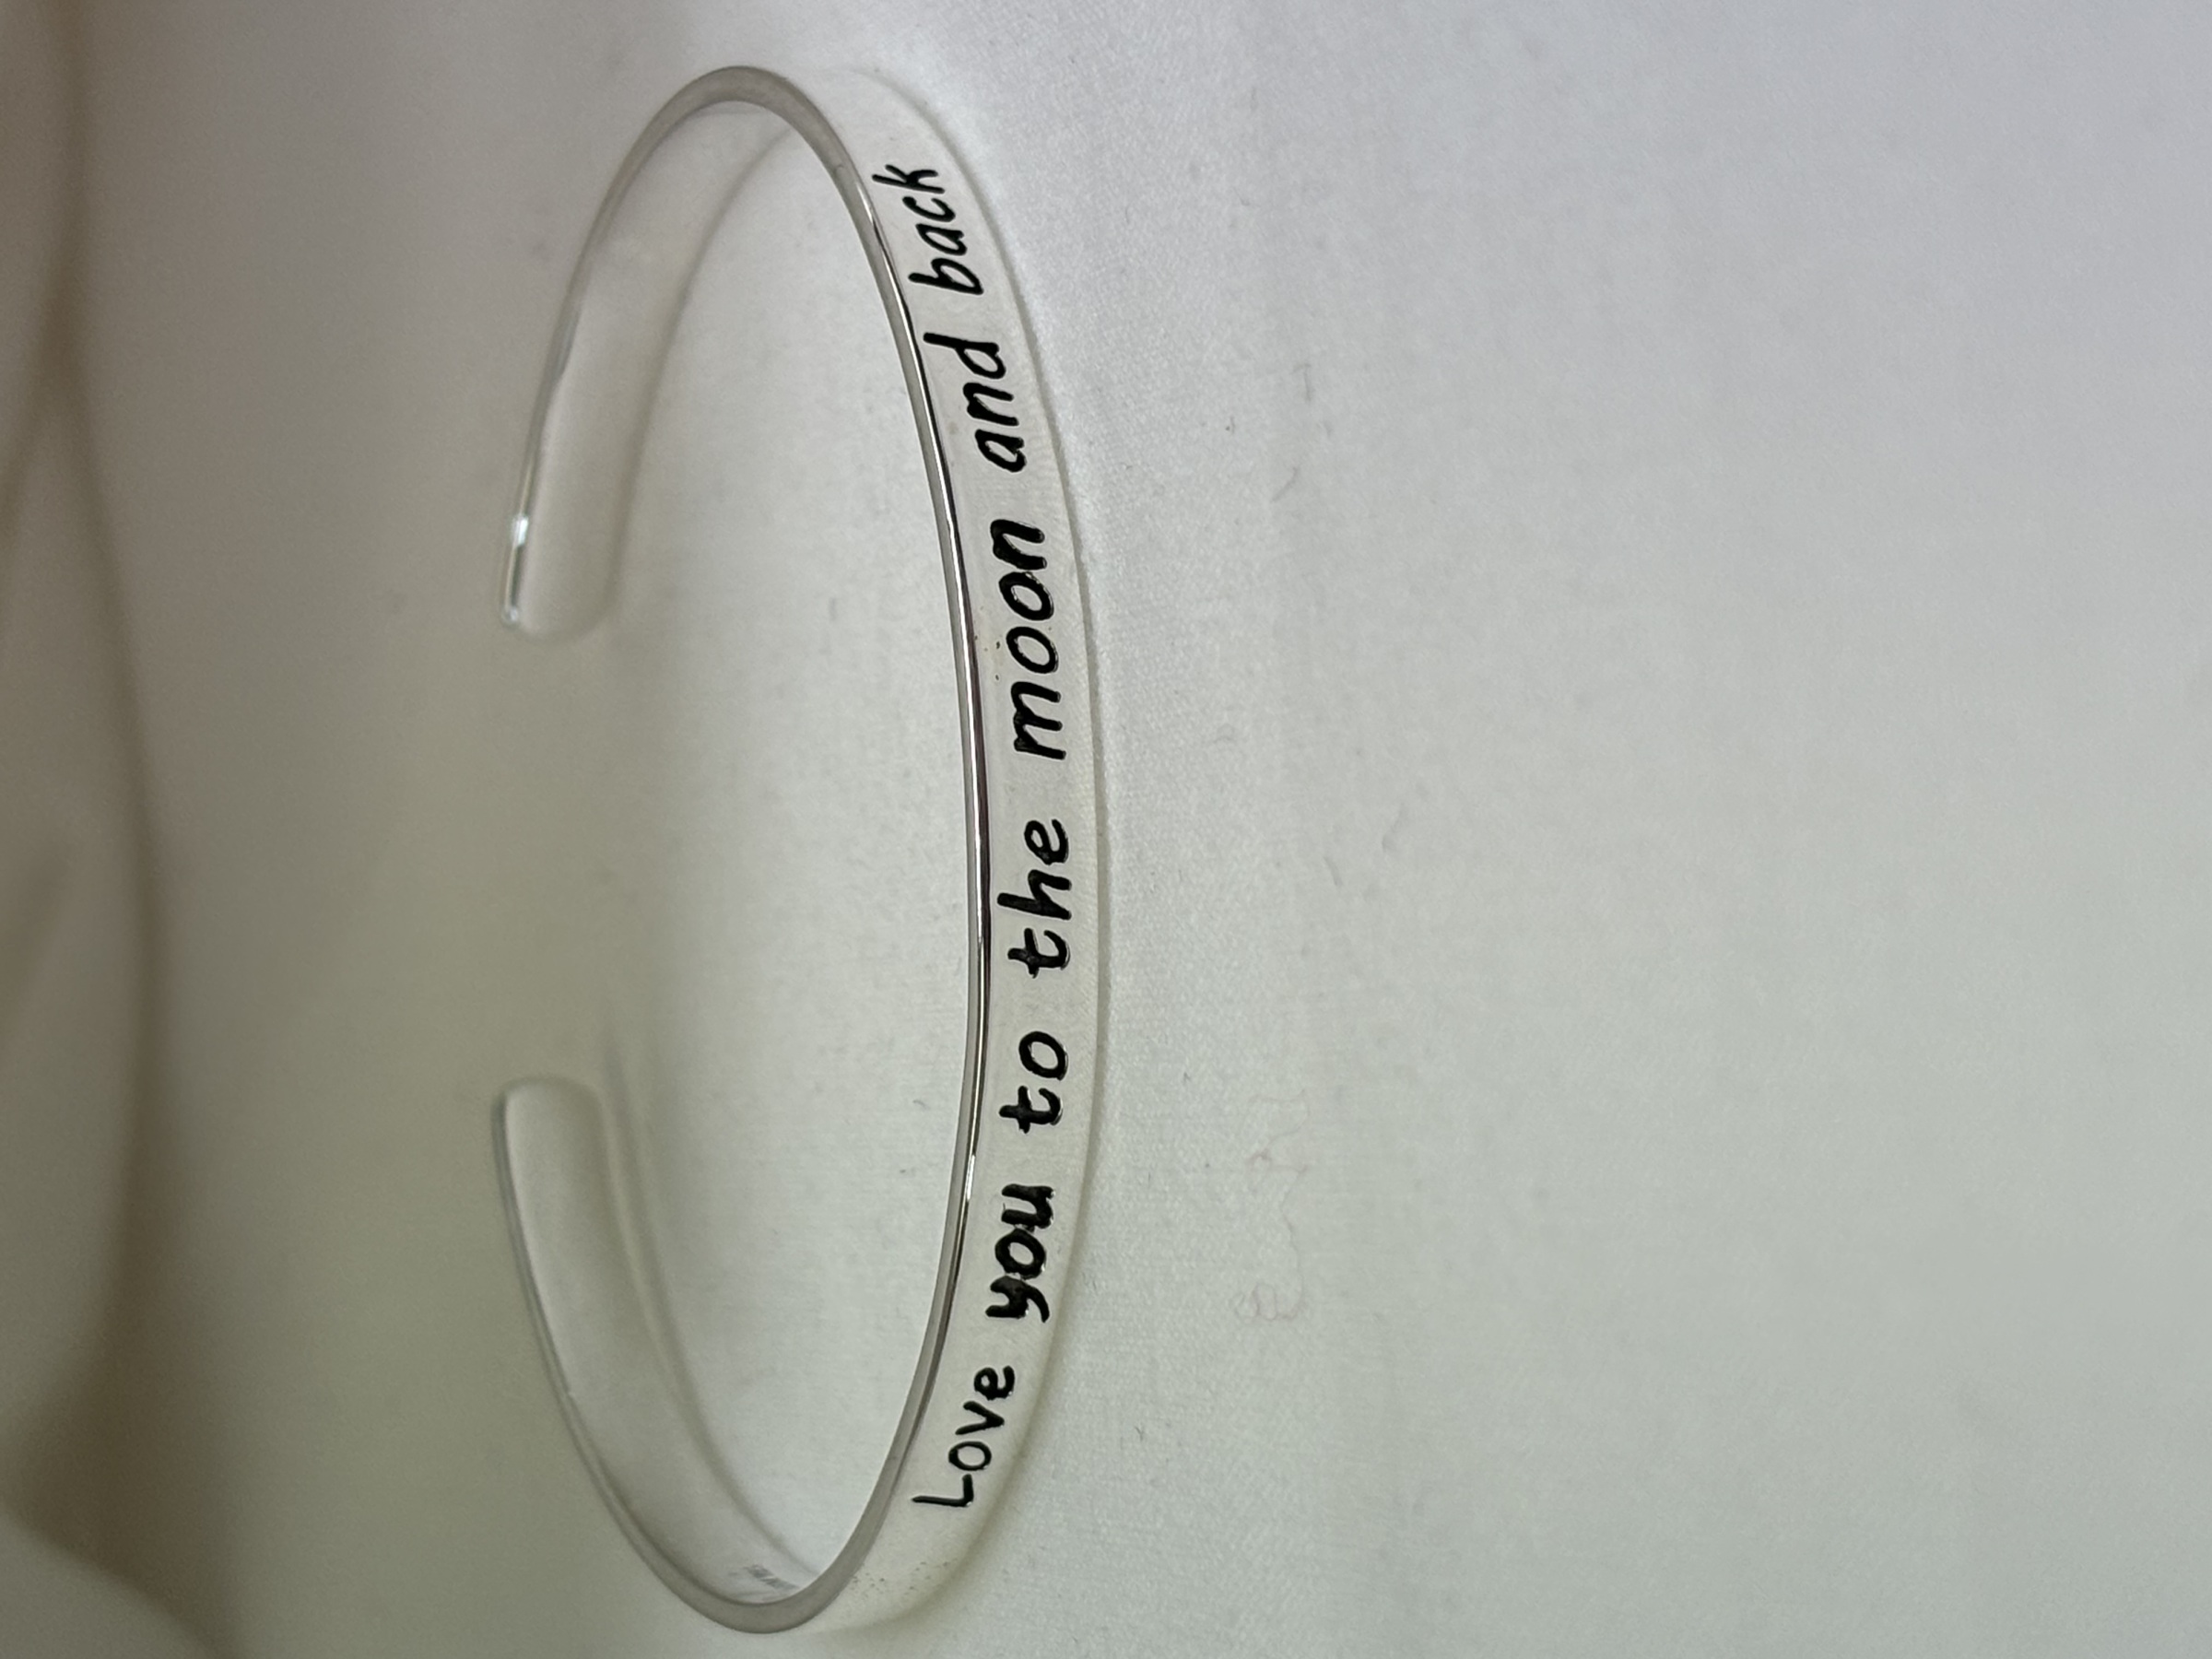 Love you to the moon and back